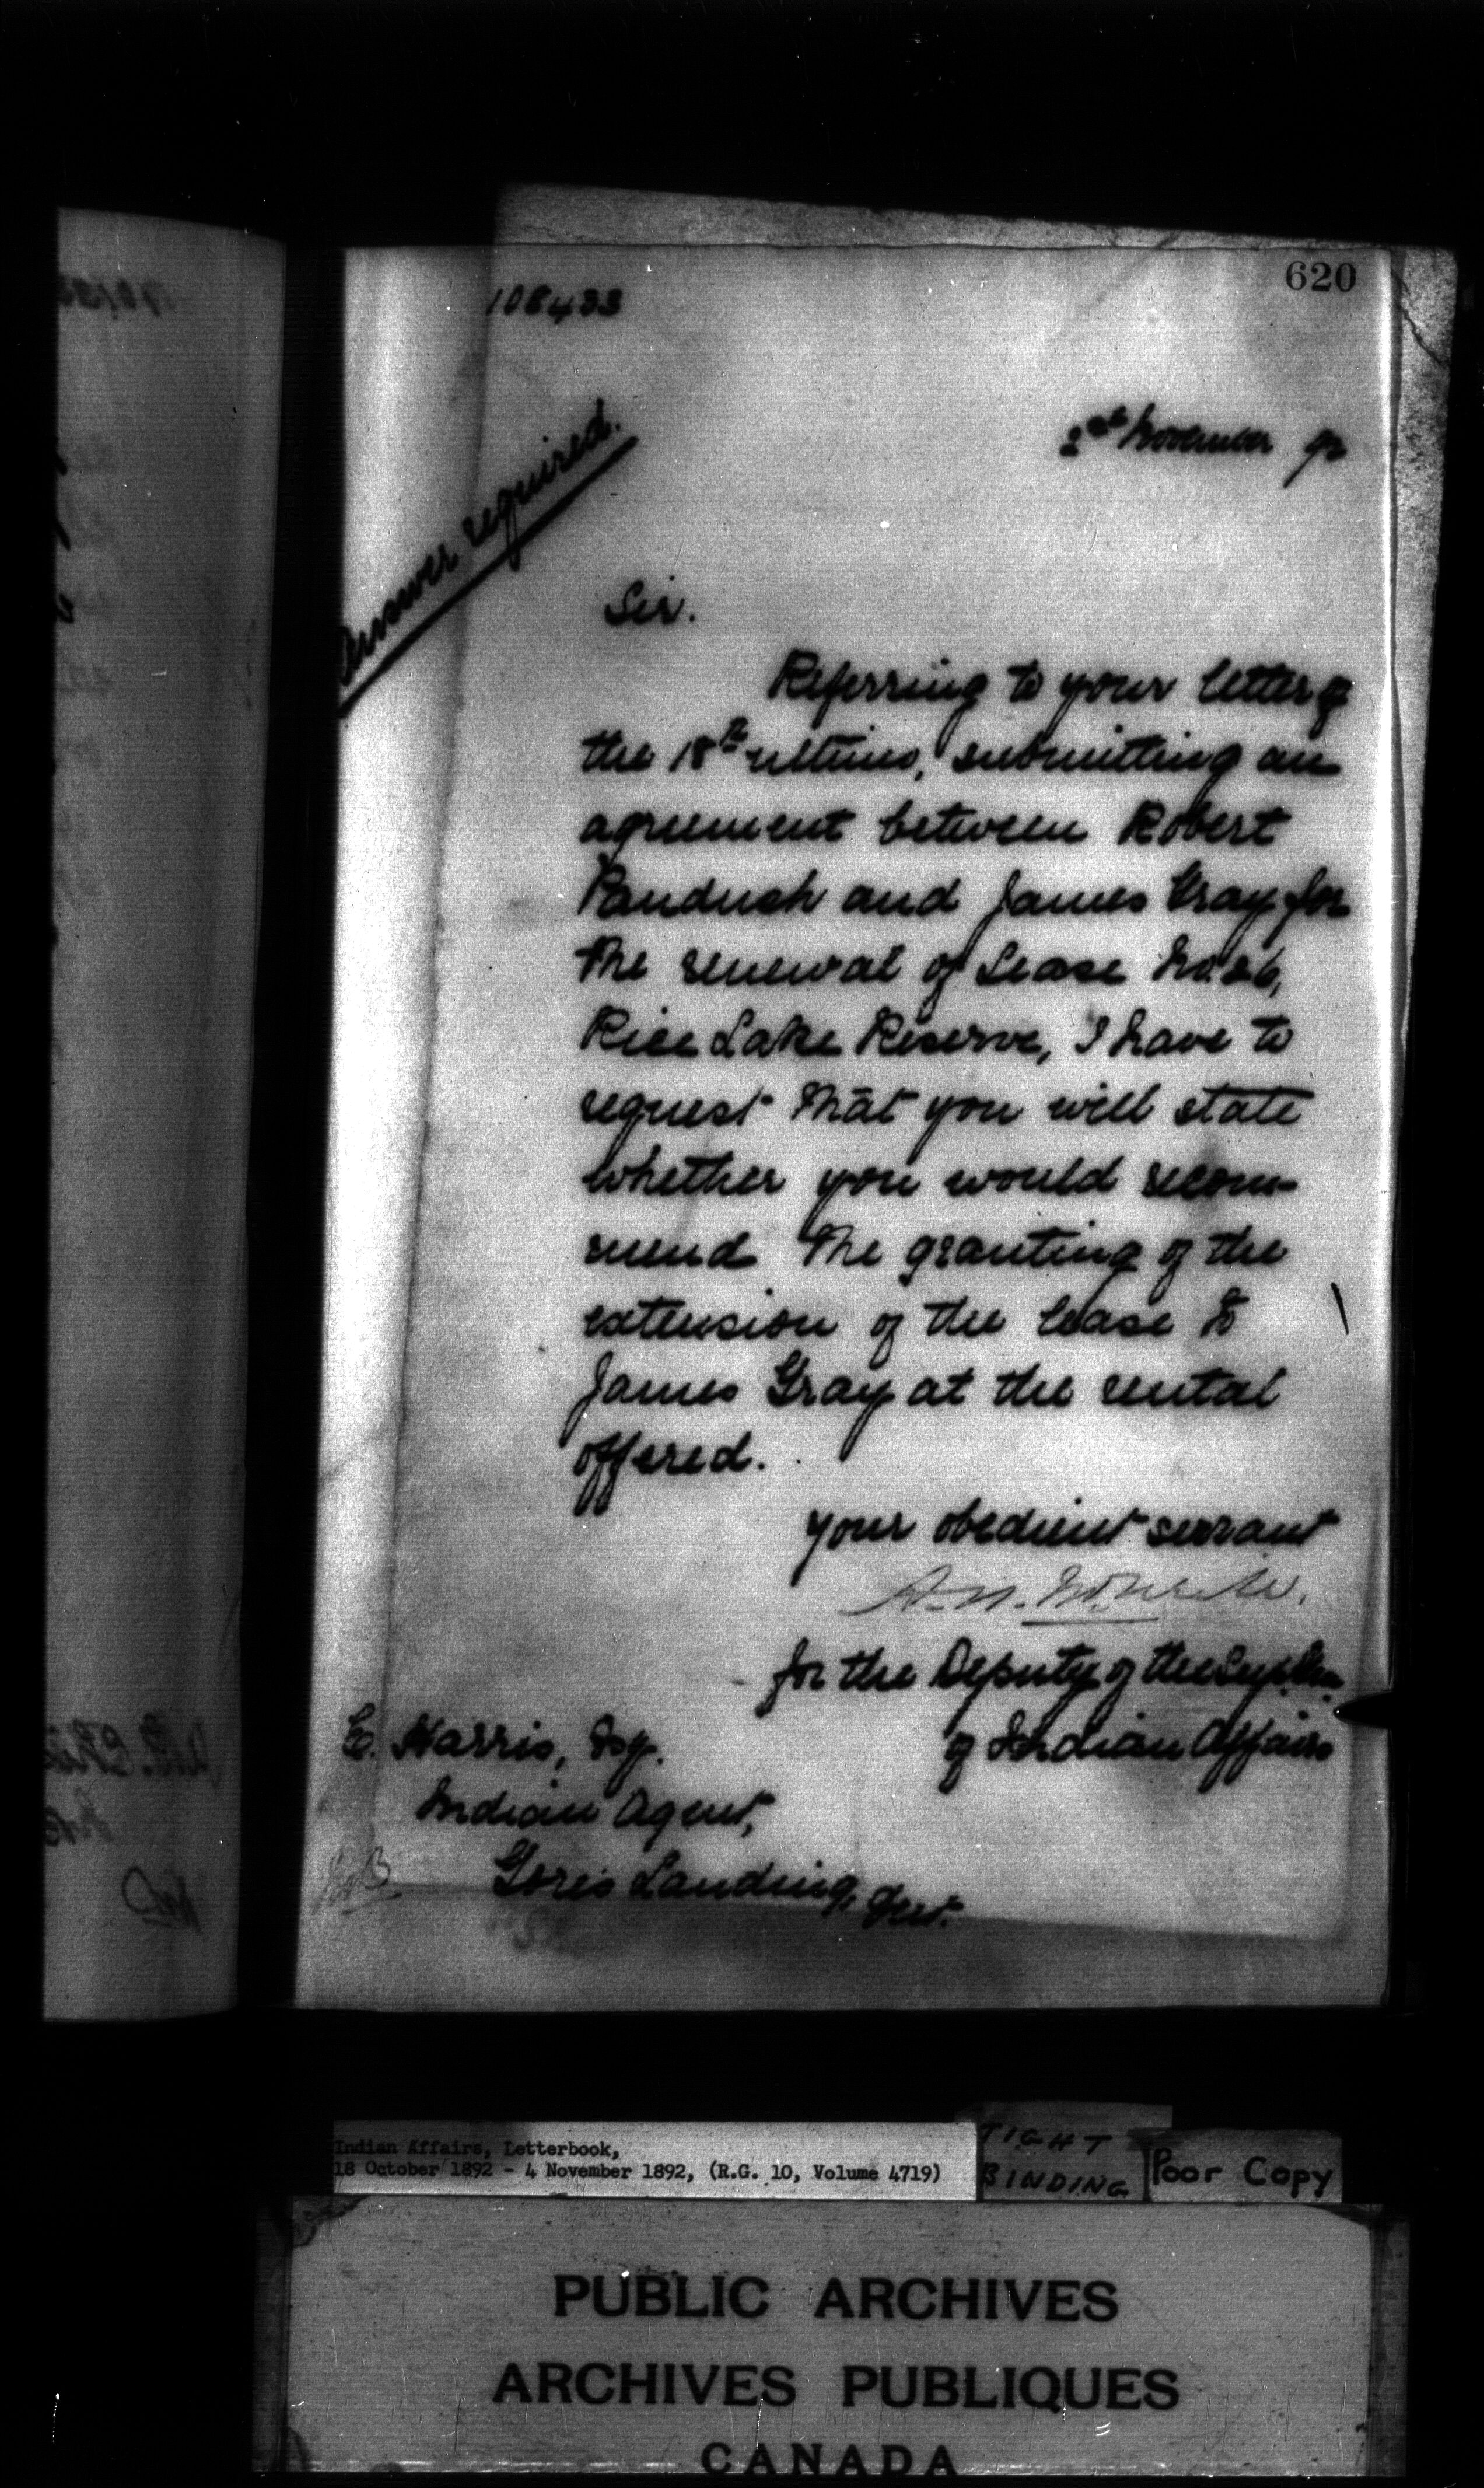 620
108433
2nd November 92
Answer required.
Sir.
Referring to your letter of
the 18th ultimo, submitting an
agreement between Robert
Paudush and James Gray for
the renewal of Lease No. 26,
Rice Lake Reserve, I have to
request that you will state
whether you would recom-
mend the granting of the
extension of the lease to
James Gray at the rental
offered.
your obedient servant
for the Deputy of the
of Indian Affairs
E. Harris, Esq.
Indian Agent,
Gores Landing, Ont.
Indian Affairs, Letterbook,
18 October 1892 - 4 November 1892, (R.G. 10, Volume 4719)
TIGHT
BINDING
Poor Copy
PUBLIC ARCHIVES
ARCHIVES PUBLIQUES
CANADA